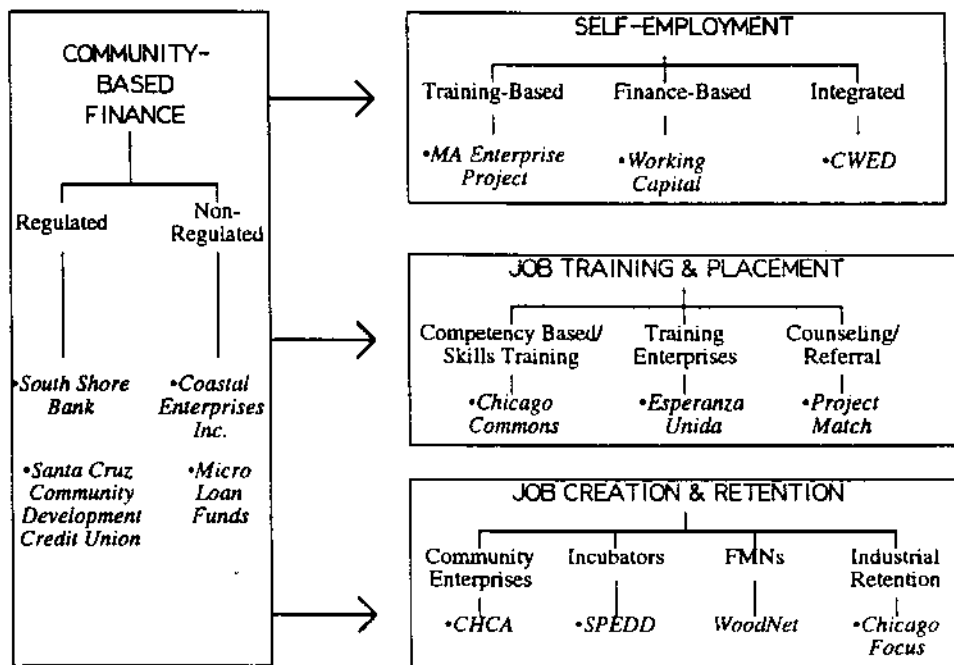 COMMUNITY-
BASED
FINANCE
Regulated
Non-
Regulated
•South Shore
Bank
•Coastal
Enterprises
Inc.
•Santa Cruz
Community
Development
Credit Union
•Micro
Loan
Funds
SELF-EMPLOYMENT
Training-Based
Finance-Based
Integrated
•MA Enterprise
Project
•Working
Capital
•CWED
JOB TRAINING & PLACEMENT
Competency Based/
Skills Training
Training
Enterprises
Counseling/
Referral
•Chicago
Commons
•Esperanza
Unida
•Project
Match
JOB CREATION & RETENTION
Community
Enterprises
Incubators
FMNs
Industrial
Retention
•CHCA
•SPEDD
WoodNet
•Chicago
Focus